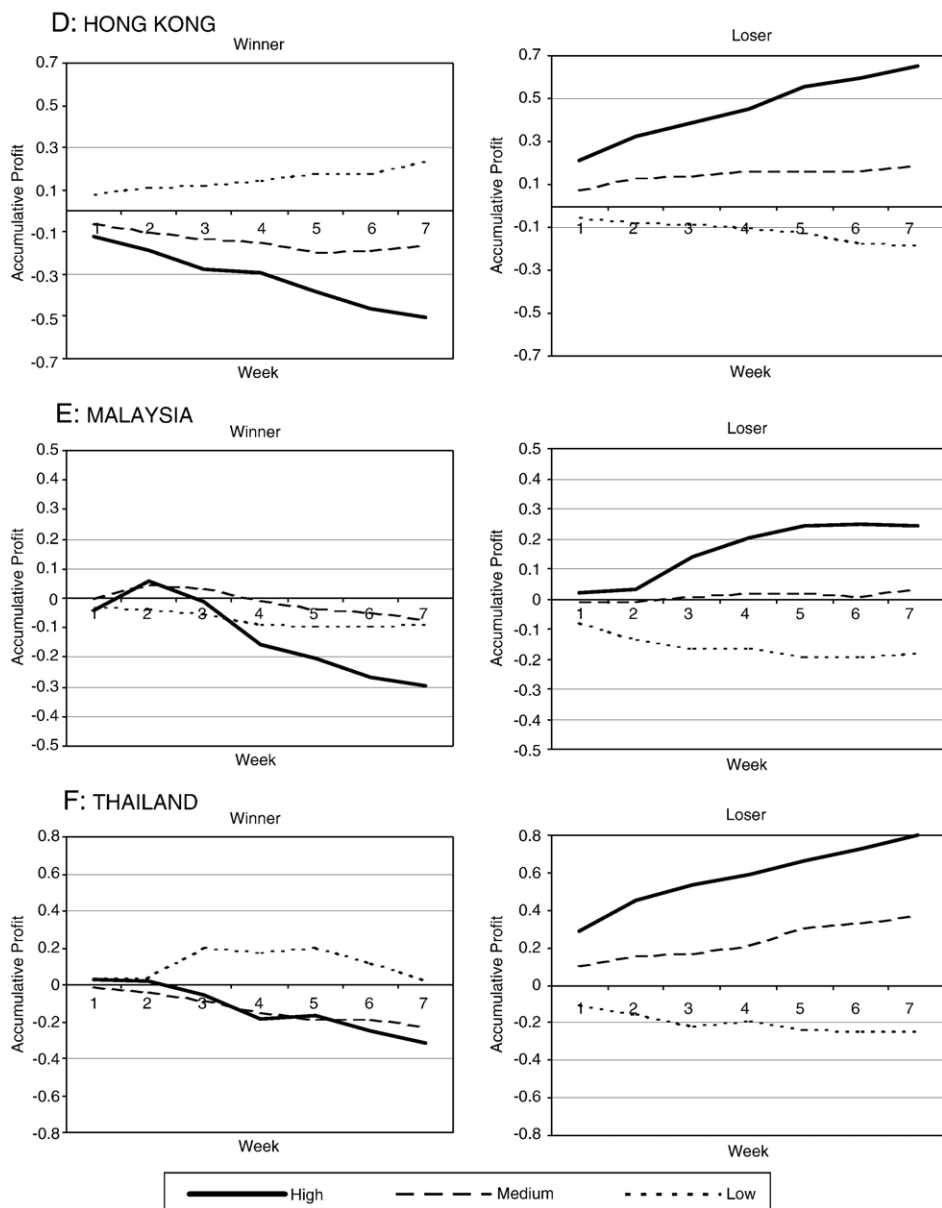 D: HONG KONG
Winner
0.7
0.5
0.3
0.1
-0.1
-0.3
-0.5
-0.7
1 2 3 4 5 6 7
Accumulative Profit
Week
Loser
0.7
0.5
0.3
0.1
-0.1
-0.3
-0.5
-0.7
1 2 3 4 5 6 7
Accumulative Profit
Week
E: MALAYSIA
Winner
0.5
0.4
0.3
0.2
0.1
0
-0.1
-0.2
-0.3
-0.4
-0.5
1 2 3 4 5 6 7
Accumulative Profit
Week
Loser
0.5
0.4
0.3
0.2
0.1
0
-0.1
-0.2
-0.3
-0.4
-0.5
1 2 3 4 5 6 7
Accumulative Profit
Week
F: THAILAND
Winner
0.8
0.6
0.4
0.2
0
-0.2
-0.4
-0.6
-0.8
1 2 3 4 5 6 7
Accumulative Profit
Week
Loser
0.8
0.6
0.4
0.2
0
-0.2
-0.4
-0.6
-0.8
1 2 3 4 5 6 7
Accumulative Profit
Week
High Medium Low